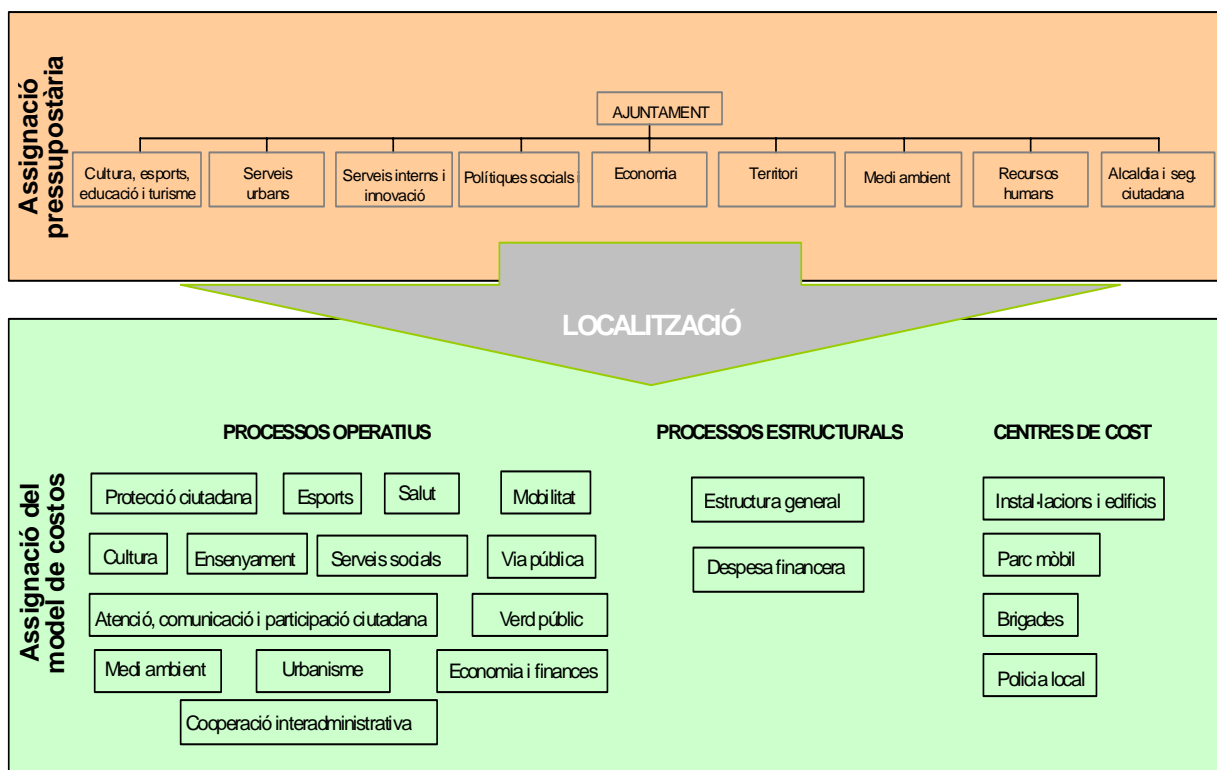 Assignació
pressupostària
AJUNTAMENT
Cultura, esports,
educació i turisme
Serveis
urbans
Serveis interns i
innovació
Polítiques socials i
Economia
Territori
Medi ambient
Recursos
humans
Alcaldia i seg.
ciutadana
LOCALITZACIÓ
Assignació del
model de costos
PROCESSOS OPERATIUS
Protecció ciutadana
Esports
Salut
Mobilitat
Cultura
Ensenyament
Serveis socials
Via pública
Atenció, comunicació i participació ciutadana
Verd públic
Medi ambient
Urbanisme
Economia i finances
Cooperació interadministrativa
PROCESSOS ESTRUCTURALS
Estructura general
Despesa financera
CENTRES DE COST
Instal·lacions i edificis
Parc mòbil
Brigades
Policia local